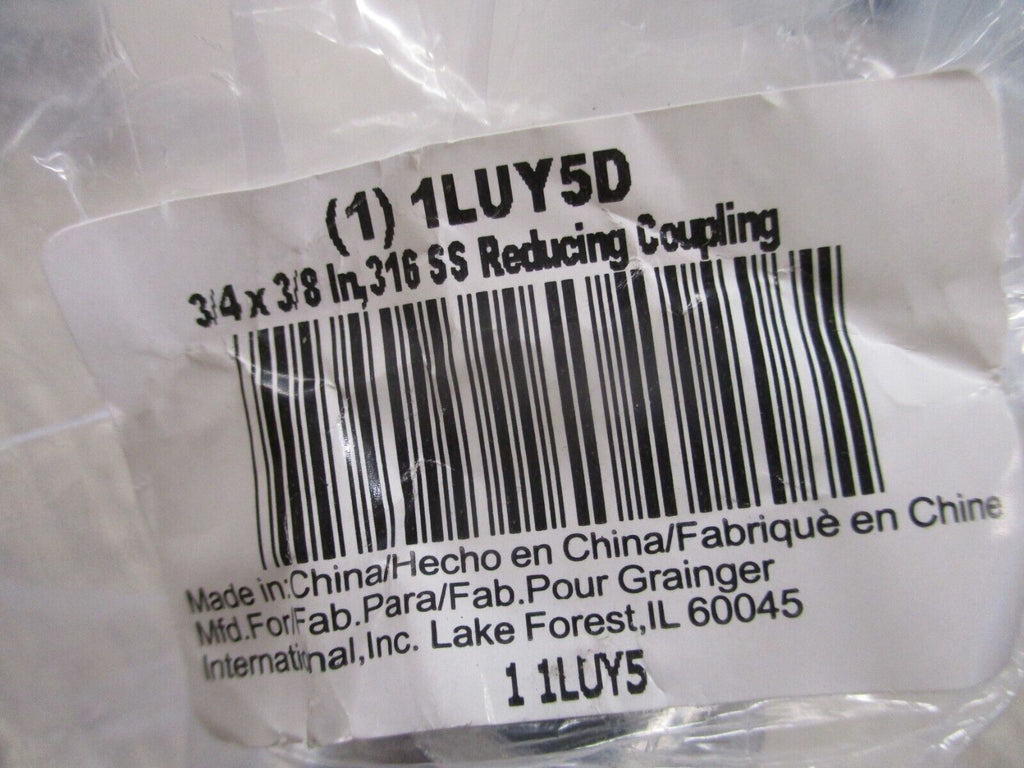 (1) 1LUY5D
3/4 x 3/8 In,316 SS Reducing Coupling
Made in:China/Hecho en China/Fabriquè en Chine
Mfd.For/Fab.Para/Fab.Pour Grainger
International,Inc. Lake Forest,IL 60045
1 1LUY5